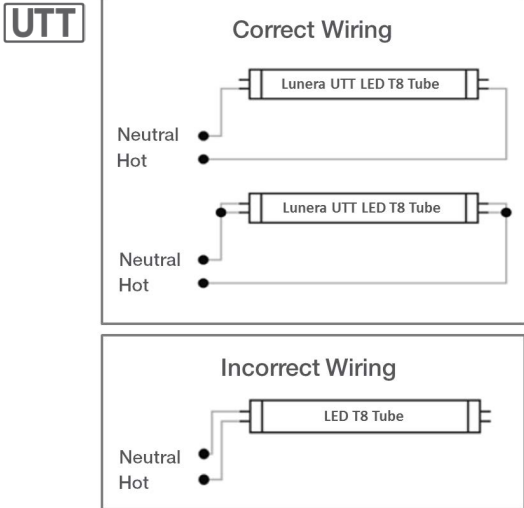 UTT
Correct Wiring
Lunera UTT LED T8 Tube
Neutral
Hot
Lunera UTT LED T8 Tube
Neutral
Hot
Incorrect Wiring
LED T8 Tube
Neutral
Hot